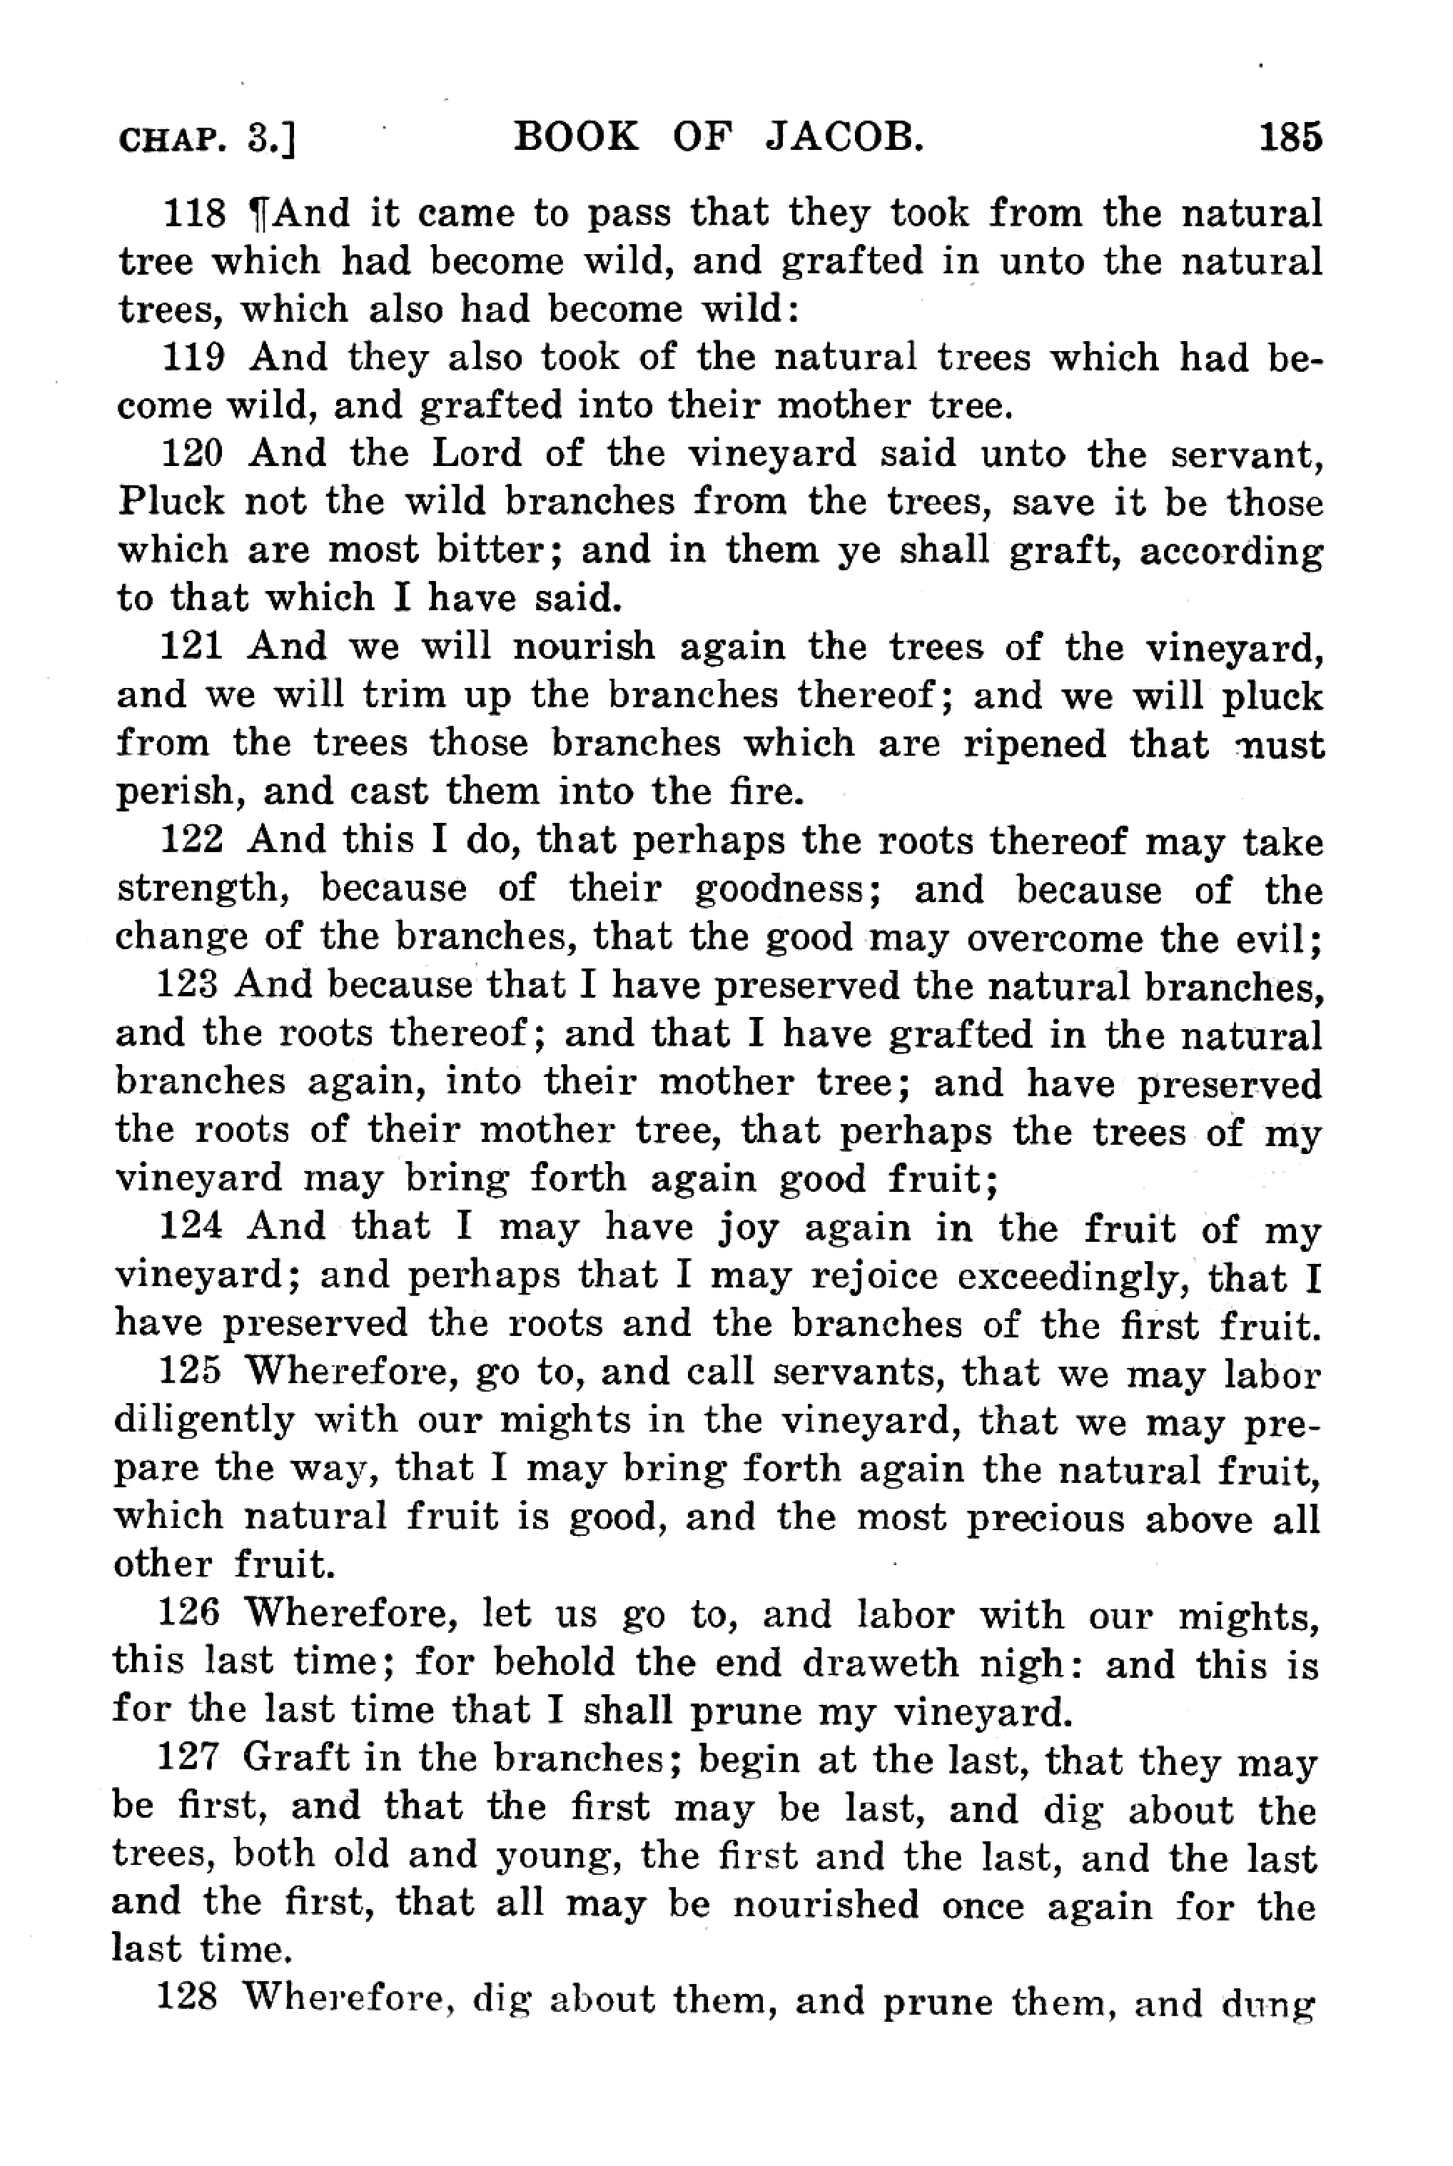 CHAP. 3.] BOOK OF JACOB. 185
118 ¶And it came to pass that they took from the natural
tree which had become wild, and grafted in unto the natural
trees, which also had become wild:
119 And they also took of the natural trees which had be-
come wild, and grafted into their mother tree.
120 And the Lord of the vineyard said unto the servant,
Pluck not the wild branches from the trees, save it be those
which are most bitter; and in them ye shall graft, according
to that which I have said.
121 And we will nourish again the trees of the vineyard,
and we will trim up the branches thereof; and we will pluck
from the trees those branches which are ripened that must
perish, and cast them into the fire.
122 And this I do, that perhaps the roots thereof may take
strength, because of their goodness; and because of the
change of the branches, that the good may overcome the evil;
123 And because that I have preserved the natural branches,
and the roots thereof; and that I have grafted in the natural
branches again, into their mother tree; and have preserved
the roots of their mother tree, that perhaps the trees of my
vineyard may bring forth again good fruit;
124 And that I may have joy again in the fruit of my
vineyard; and perhaps that I may rejoice exceedingly, that I
have preserved the roots and the branches of the first fruit.
125 Wherefore, go to, and call servants, that we may labor
diligently with our mights in the vineyard, that we may pre-
pare the way, that I may bring forth again the natural fruit,
which natural fruit is good, and the most precious above all
other fruit.
126 Wherefore, let us go to, and labor with our mights,
this last time; for behold the end draweth nigh: and this is
for the last time that I shall prune my vineyard.
127 Graft in the branches; begin at the last, that they may
be first, and that the first may be last, and dig about the
trees, both old and young, the first and the last, and the last
and the first, that all may be nourished once again for the
last time.
128 Wherefore, dig about them, and prune them, and dung